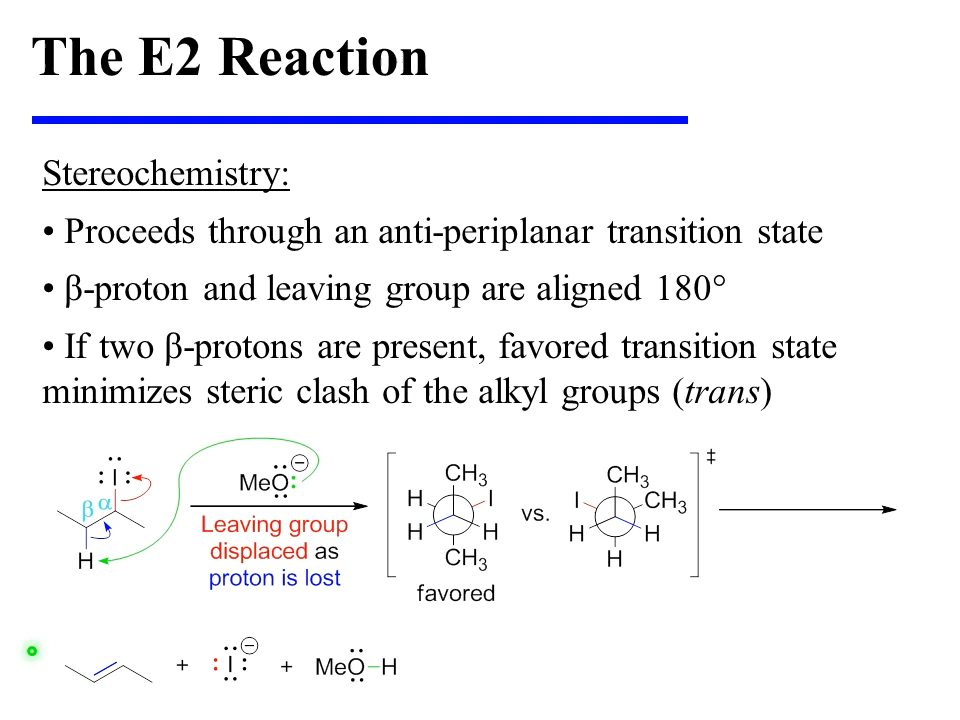 The E2 Reaction
Stereochemistry:
• Proceeds through an anti-periplanar transition state
• β-proton and leaving group are aligned 180°
• If two β-protons are present, favored transition state
minimizes steric clash of the alkyl groups (trans)
I
β α
H
MeO −
Leaving group
displaced as
proton is lost
CH3
H I
H H
CH3
favored
vs.
CH3
I CH3
H H
H
‡
+ I − + MeO H